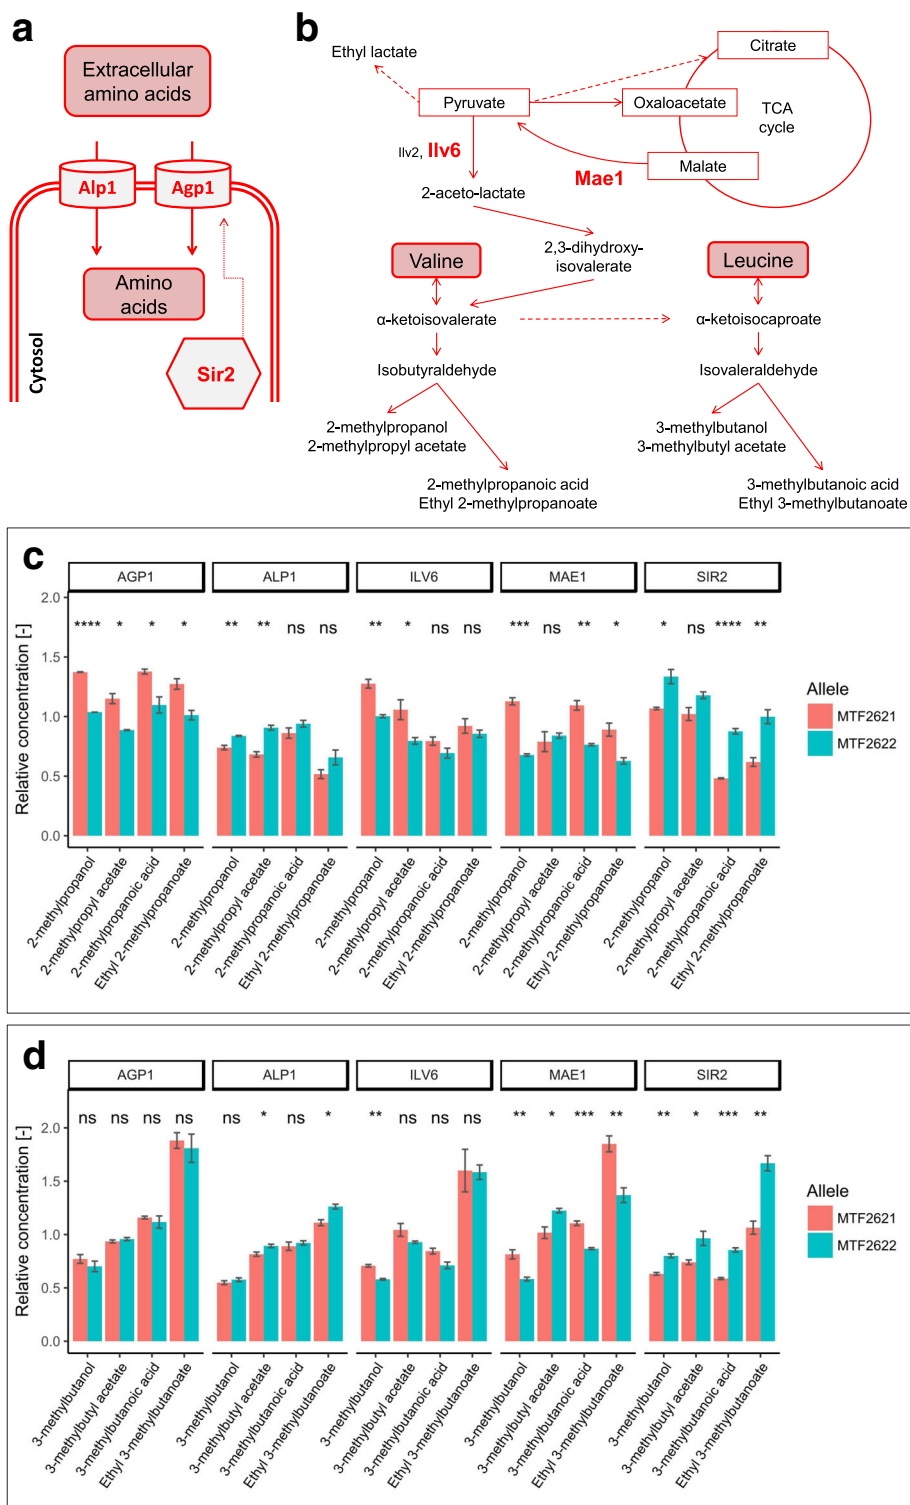 a
Extracellular
amino acids
Alp1
Agp1
Amino
acids
Sir2
Cytosol
b
Ethyl lactate
Citrate
Pyruvate
Oxaloacetate
TCA
cycle
Ilv2, Ilv6
Mae1
Malate
2-aceto-lactate
2,3-dihydroxy-
isovalerate
Valine
Leucine
α-ketoisovalerate
α-ketoisocaproate
Isobutyraldehyde
Isovaleraldehyde
2-methylpropanol
2-methylpropyl acetate
3-methylbutanol
3-methylbutyl acetate
2-methylpropanoic acid
Ethyl 2-methylpropanoate
3-methylbutanoic acid
Ethyl 3-methylbutanoate
c
AGP1 ALP1 ILV6 MAE1 SIR2
2.0
1.5
1.0
0.5
0.0
Relative concentration [-]
**** * * * ** ** ns ns ** * ns ns *** ns ** * * ns **** **
2-methylpropanol
2-methylpropyl acetate
2-methylpropanoic acid
Ethyl 2-methylpropanoate
2-methylpropanol
2-methylpropyl acetate
2-methylpropanoic acid
Ethyl 2-methylpropanoate
2-methylpropanol
2-methylpropyl acetate
2-methylpropanoic acid
Ethyl 2-methylpropanoate
2-methylpropanol
2-methylpropyl acetate
2-methylpropanoic acid
Ethyl 2-methylpropanoate
2-methylpropanol
2-methylpropyl acetate
2-methylpropanoic acid
Ethyl 2-methylpropanoate
Allele
MTF2621
MTF2622
d
AGP1 ALP1 ILV6 MAE1 SIR2
ns ns ns ns ns * ns * ** ns ns ns ** * *** ** ** * *** **
2.0
1.5
1.0
0.5
0.0
Relative concentration [-]
3-methylbutanol
3-methylbutyl acetate
3-methylbutanoic acid
Ethyl 3-methylbutanoate
3-methylbutanol
3-methylbutyl acetate
3-methylbutanoic acid
Ethyl 3-methylbutanoate
3-methylbutanol
3-methylbutyl acetate
3-methylbutanoic acid
Ethyl 3-methylbutanoate
3-methylbutanol
3-methylbutyl acetate
3-methylbutanoic acid
Ethyl 3-methylbutanoate
3-methylbutanol
3-methylbutyl acetate
3-methylbutanoic acid
Ethyl 3-methylbutanoate
Allele
MTF2621
MTF2622